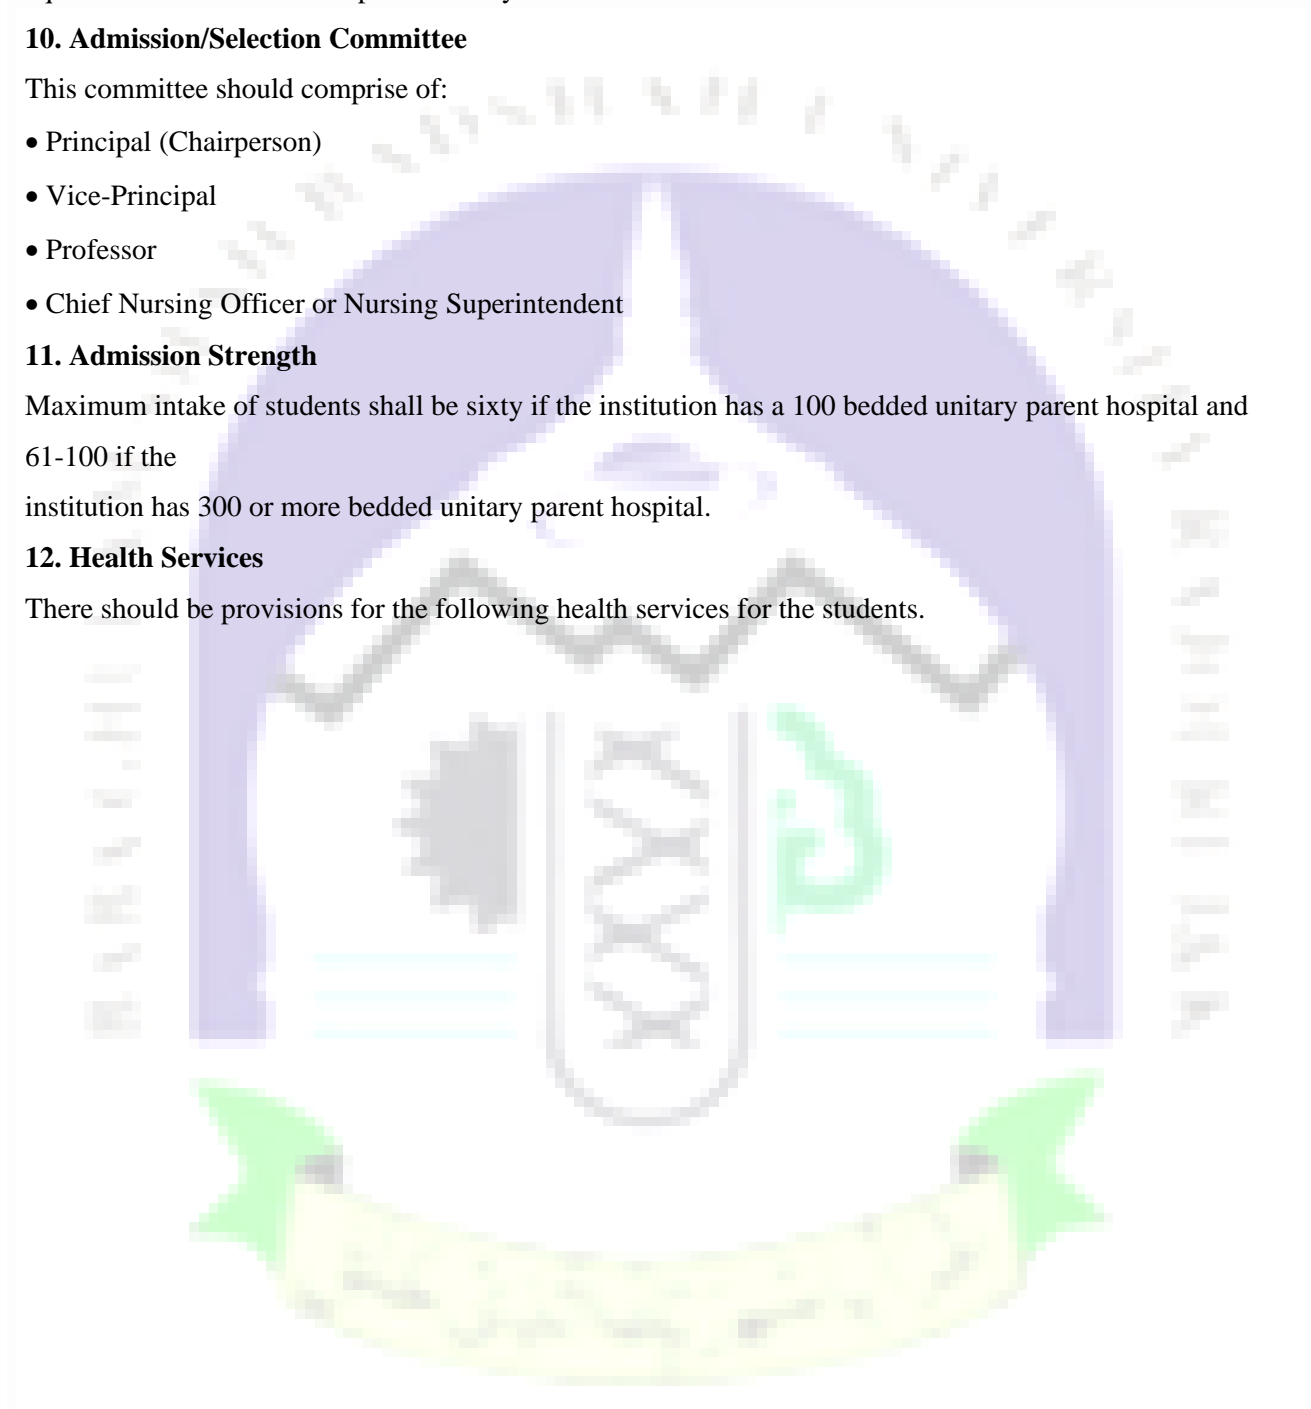 10. Admission/Selection Committee
This committee should comprise of:
• Principal (Chairperson)
• Vice-Principal
• Professor
• Chief Nursing Officer or Nursing Superintendent
11. Admission Strength
Maximum intake of students shall be sixty if the institution has a 100 bedded unitary parent hospital and
61-100 if the
institution has 300 or more bedded unitary parent hospital.
12. Health Services
There should be provisions for the following health services for the students.